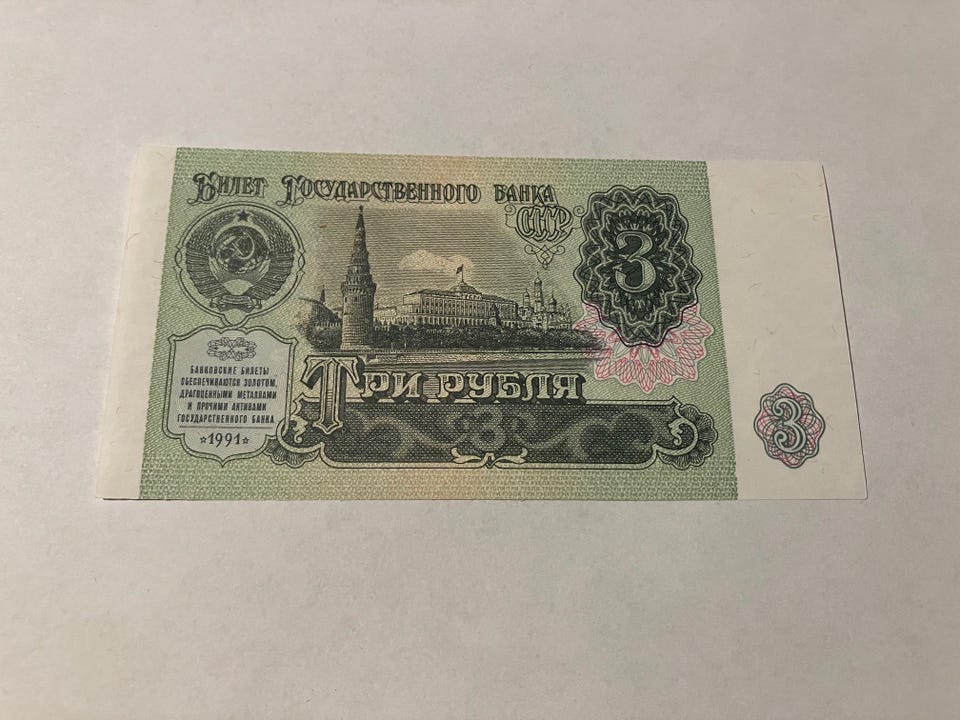 Билет Государственного Банка
СССР
3
Три рубля
БАНКОВСКИЕ БИЛЕТЫ
ОБЕСПЕЧИВАЮТСЯ ЗОЛОТОМ,
ДРАГОЦЕННЫМИ МЕТАЛЛАМИ
И ПРОЧИМИ АКТИВАМИ
ГОСУДАРСТВЕННОГО БАНКА
1991
3
3